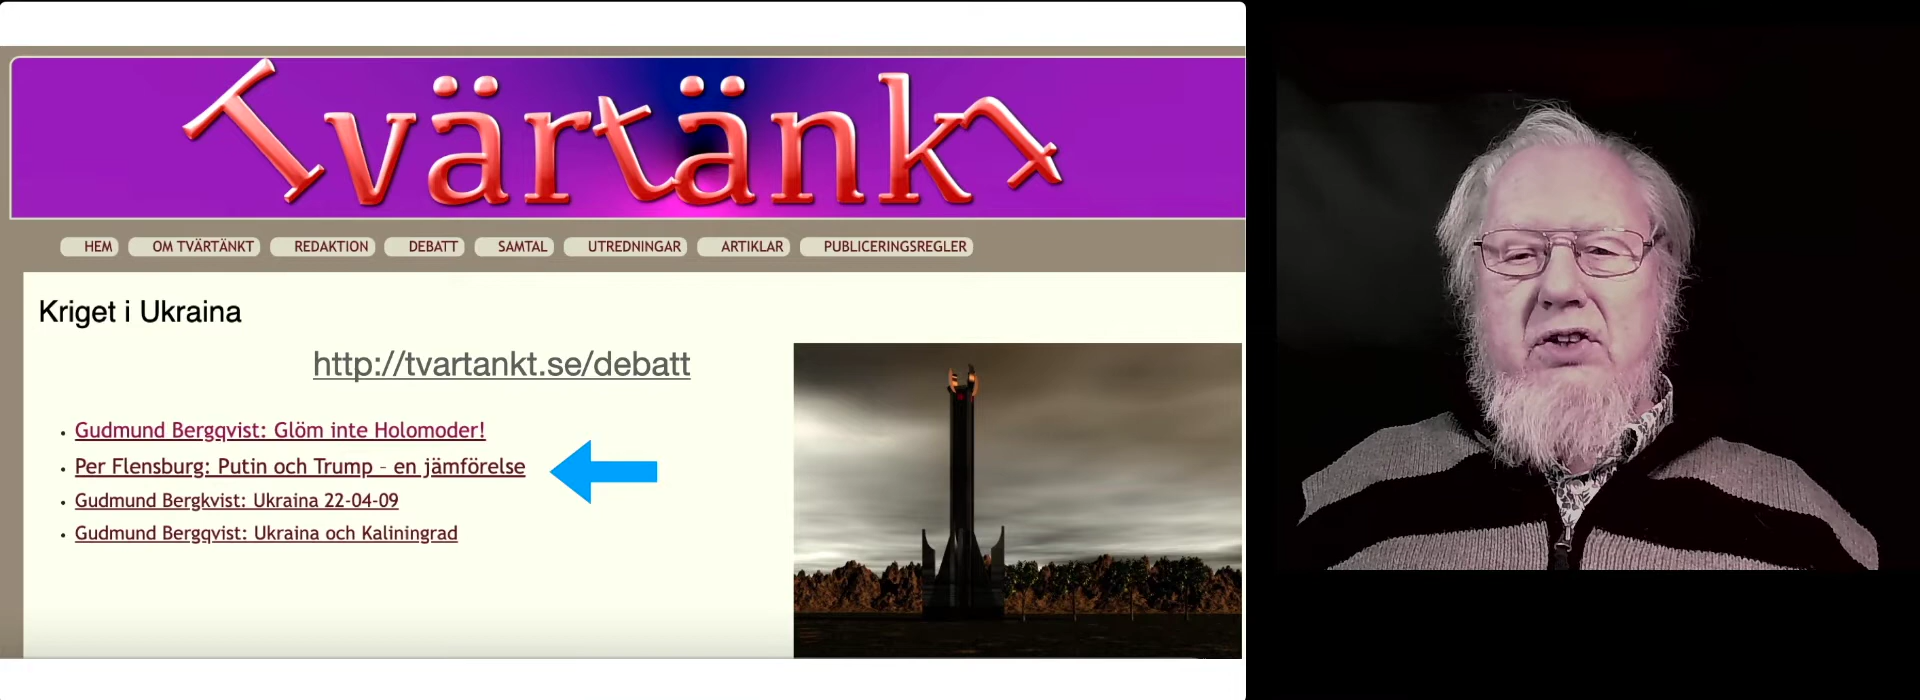 Tvärtänkt
HEM OM TVÄRTÄNKT REDAKTION DEBATT SAMTAL UTREDNINGAR ARTIKLAR PUBLICERINGSREGLER
Kriget i Ukraina
http://tvartankt.se/debatt
Gudmund Bergqvist: Glöm inte Holomoder!
Per Flensburg: Putin och Trump – en jämförelse
Gudmund Bergkvist: Ukraina 22-04-09
Gudmund Bergqvist: Ukraina och Kaliningrad